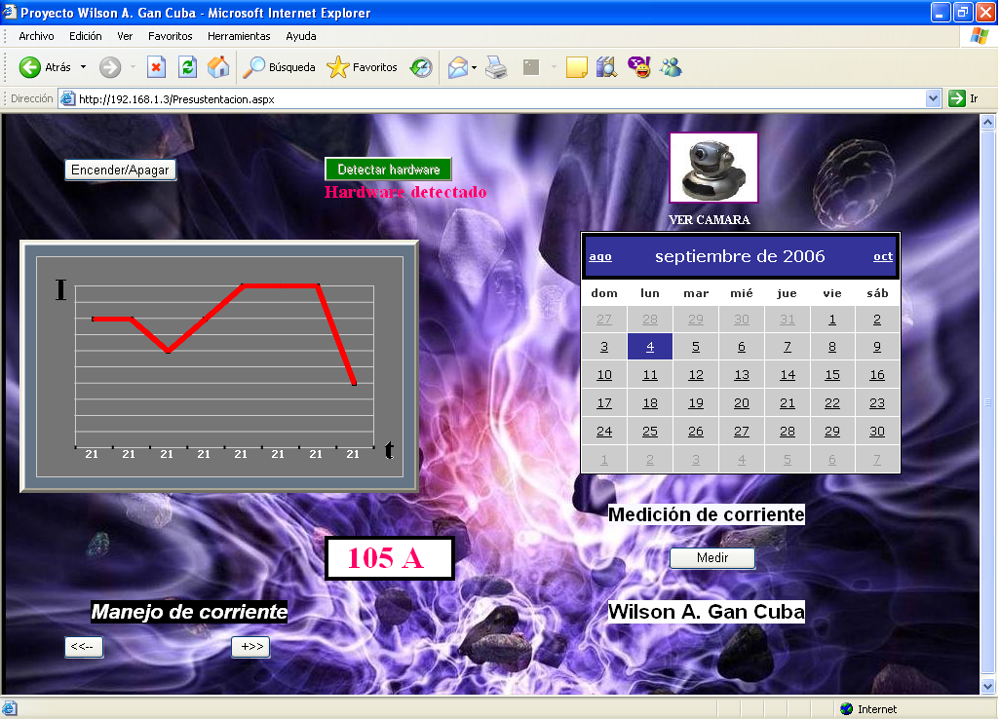 Proyecto Wilson A. Gan Cuba - Microsoft Internet Explorer
Archivo Edición Ver Favoritos Herramientas Ayuda
Atrás Búsqueda Favoritos
Dirección http://192.168.1.3/Presustentacion.aspx Ir
Encender/Apagar
Detectar hardware
Hardware detectado
VER CAMARA
ago septiembre de 2006 oct
dom lun mar mié jue vie sáb
27 28 29 30 31 1 2
3 4 5 6 7 8 9
10 11 12 13 14 15 16
17 18 19 20 21 22 23
24 25 26 27 28 29 30
1 2 3 4 5 6 7
I
21 21 21 21 21 21 21 21 t
Medición de corriente
105 A
Medir
Manejo de corriente
Wilson A. Gan Cuba
<<-- +>>
Internet